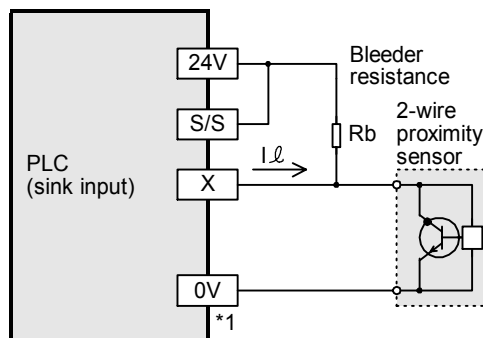 24V
S/S
X
0V
*1
PLC
(sink input)
Iℓ
Bleeder
resistance
Rb
2-wire
proximity
sensor